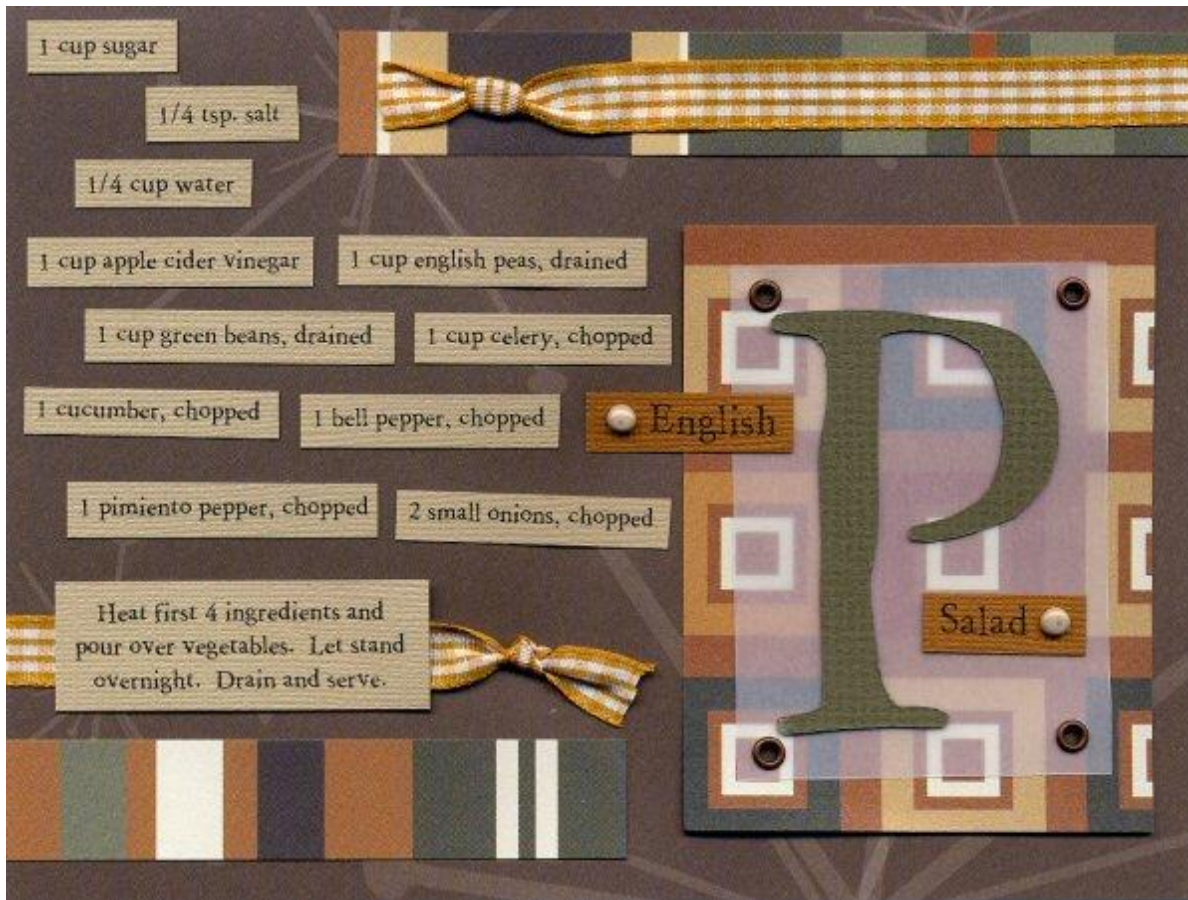 1 cup sugar
1/4 tsp. salt
1/4 cup water
1 cup apple cider vinegar
1 cup english peas, drained
1 cup green beans, drained
1 cup celery, chopped
1 cucumber, chopped
1 bell pepper, chopped
1 pimiento pepper, chopped
2 small onions, chopped
Heat first 4 ingredients and
pour over vegetables. Let stand
overnight. Drain and serve.
English
P
Salad